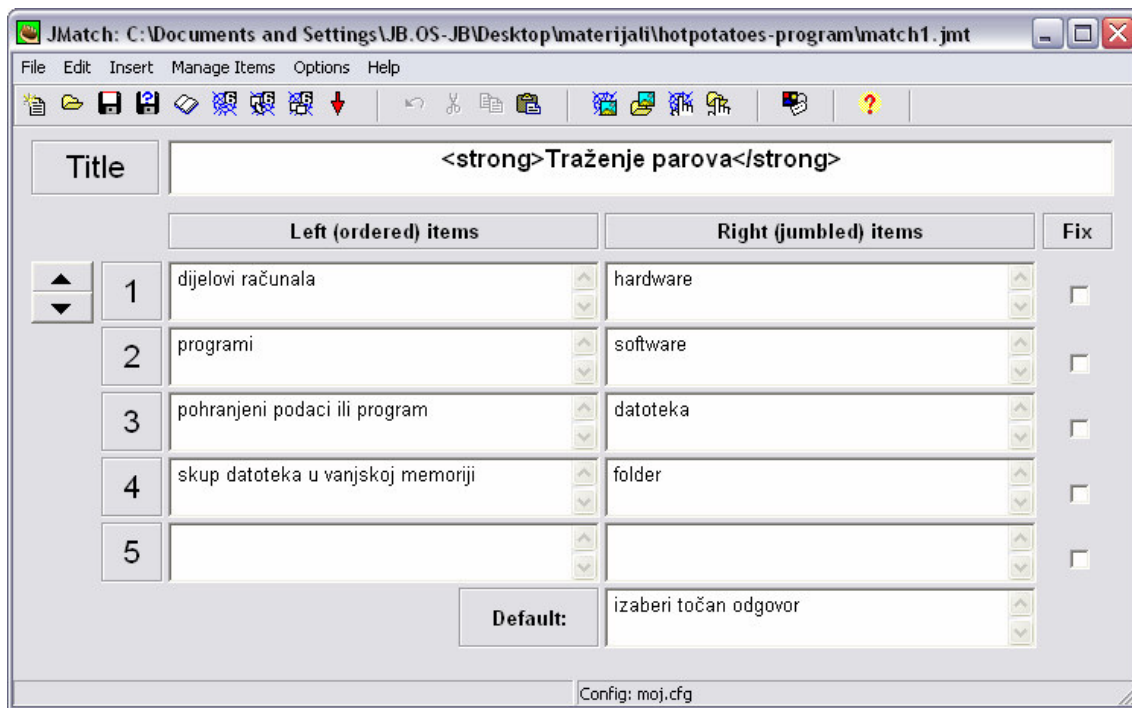 JMatch: C:\Documents and Settings\JB.OS-JB\Desktop\materijali\hotpotatoes-program\match1.jmt
File Edit Insert Manage Items Options Help
Title
<strong>Traženje parova</strong>
Left (ordered) items Right (jumbled) items Fix
1 dijelovi računala hardware
2 programi software
3 pohranjeni podaci ili program datoteka
4 skup datoteka u vanjskoj memoriji folder
5
Default: izaberi točan odgovor
Config: moj.cfg